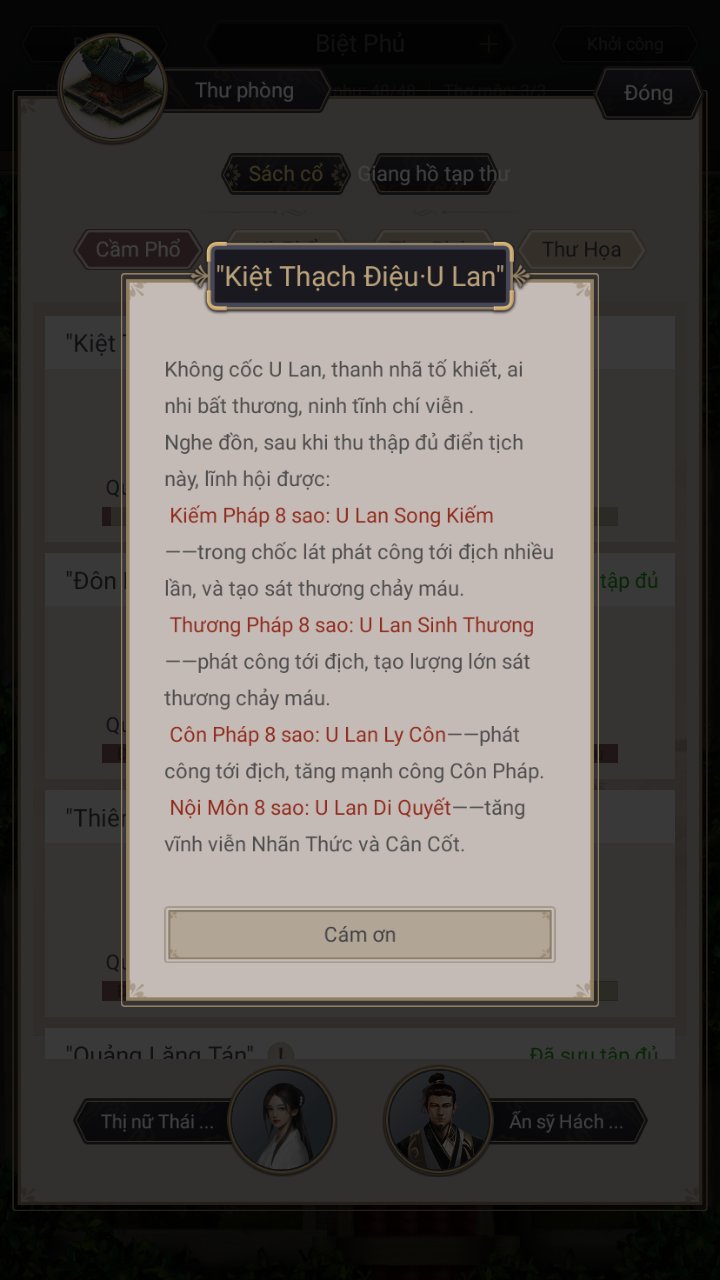 Biệt Phủ
Khởi công
Thư phòng
Đóng
Sách cổ
Giang hồ tạp thư
Cầm Phổ
Thư Họa
"Kiệt Thạch Điệu·U Lan"
"Kiệt
Không cốc U Lan, thanh nhã tố khiết, ai
nhi bất thương, ninh tĩnh chí viễn .
Nghe đồn, sau khi thu thập đủ điển tịch
này, lĩnh hội được:
Kiếm Pháp 8 sao: U Lan Song Kiếm
——trong chốc lát phát công tới địch nhiều
lần, và tạo sát thương chảy máu.
"Đôn
tập đủ
Thương Pháp 8 sao: U Lan Sinh Thương
——phát công tới địch, tạo lượng lớn sát
thương chảy máu.
Côn Pháp 8 sao: U Lan Ly Côn——phát
công tới địch, tăng mạnh công Côn Pháp.
Nội Môn 8 sao: U Lan Di Quyết——tăng
vĩnh viễn Nhãn Thức và Cân Cốt.
"Thiên
Cám ơn
"Quảng Lăng Tán" !
Đã sưu tập đủ
Thị nữ Thái ...
Ẩn sỹ Hách ...